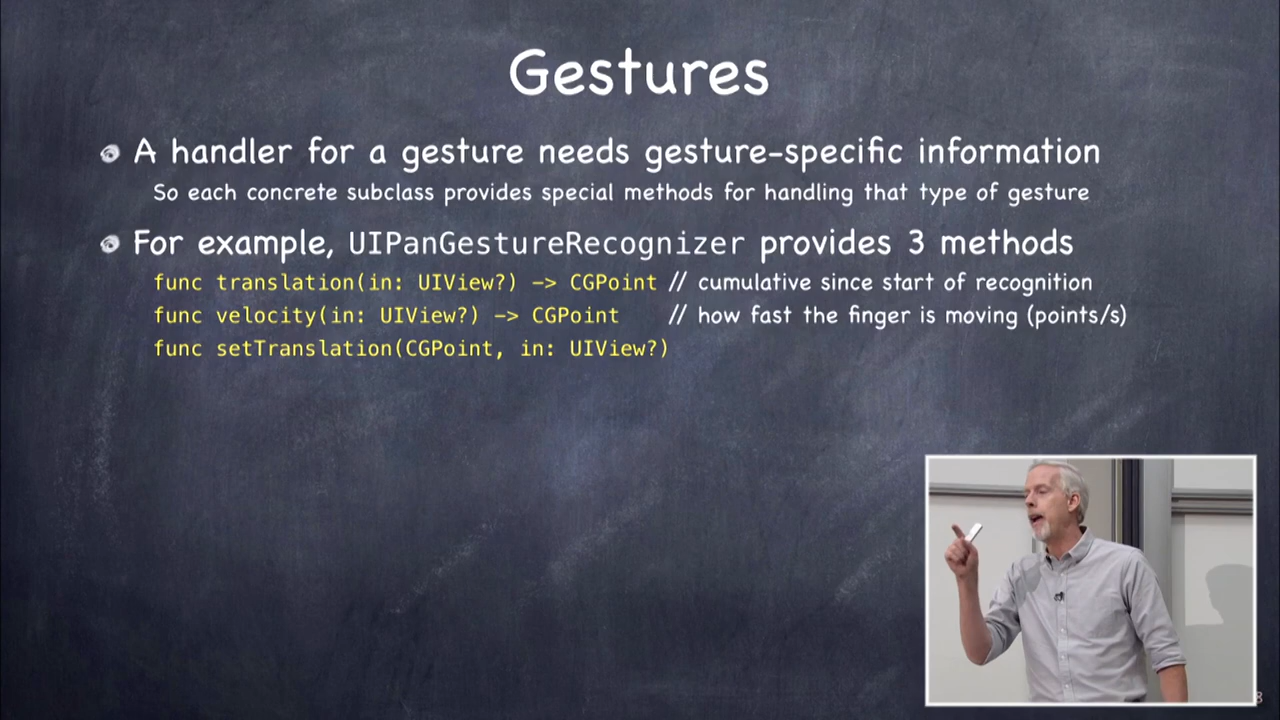 Gestures
A handler for a gesture needs gesture-specific information
So each concrete subclass provides special methods for handling that type of gesture
For example, UIPanGestureRecognizer provides 3 methods
func translation(in: UIView?) -> CGPoint // cumulative since start of recognition
func velocity(in: UIView?) -> CGPoint // how fast the finger is moving (points/s)
func setTranslation(CGPoint, in: UIView?)